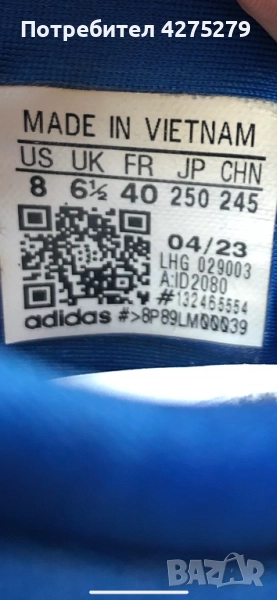 Потребител 4275279
MADE IN VIETNAM
US UK FR JP CHN
8 6½ 40 250 245
04/23
LHG 029003
A:ID2080
#132465554
adidas #>8P89LM00039
BAZAR